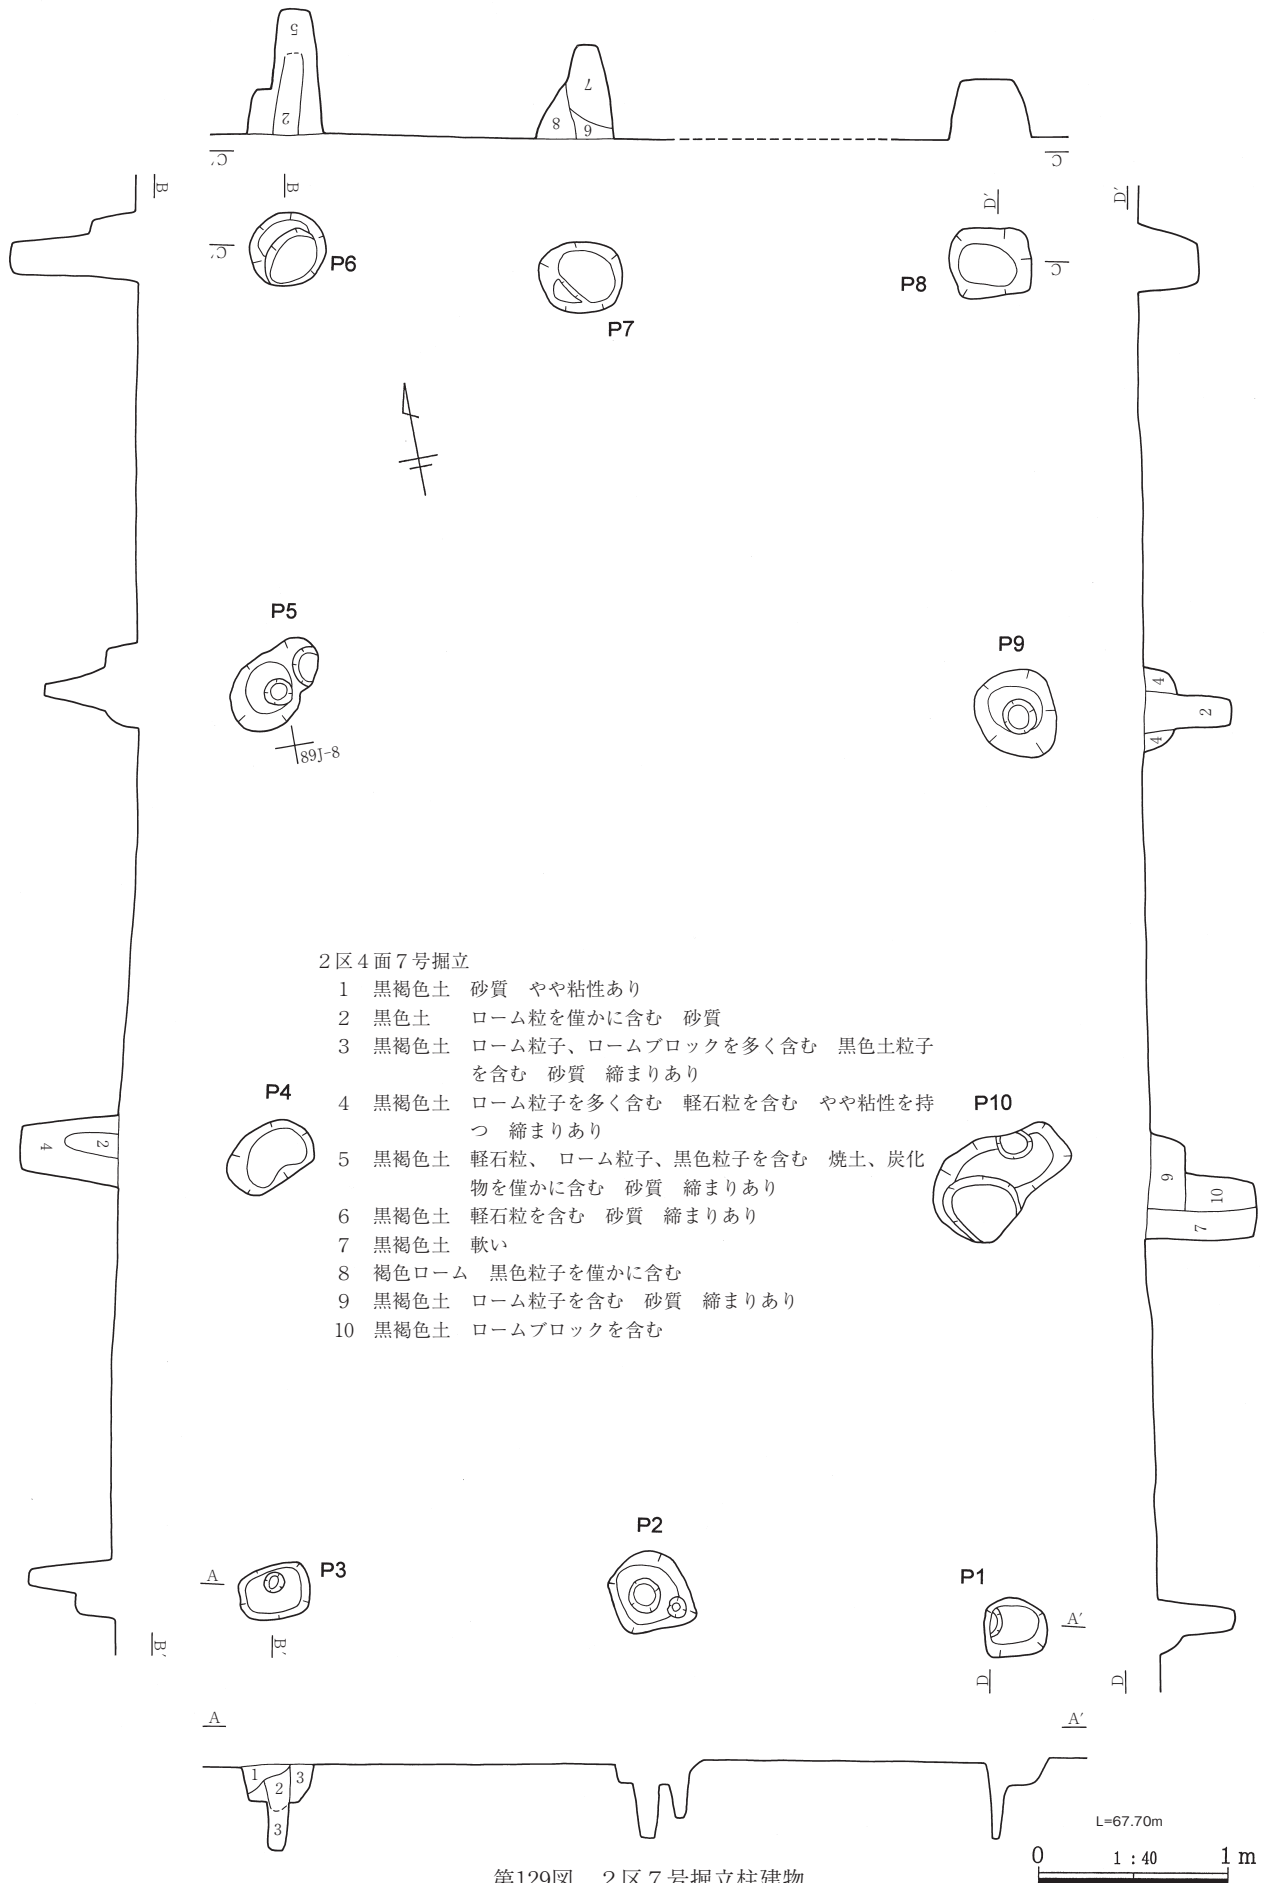 5
2
7
8
6
C′
C
B
B
D′
D′
C′
P6
C
P8
P7
P5
P9
4
2
4
89J-8
２区４面７号掘立
1 黒褐色土 砂質 やや粘性あり
2 黒色土 ローム粒を僅かに含む 砂質
3 黒褐色土 ローム粒子、ロームブロックを多く含む 黒色土粒子
を含む 砂質 締まりあり
4 黒褐色土 ローム粒子を多く含む 軽石粒を含む やや粘性を持
つ 締まりあり
5 黒褐色土 軽石粒、 ローム粒子、黒色粒子を含む 焼土、炭化
物を僅かに含む 砂質 締まりあり
6 黒褐色土 軽石粒を含む 砂質 締まりあり
7 黒褐色土 軟い
8 褐色ローム 黒色粒子を僅かに含む
9 黒褐色土 ローム粒子を含む 砂質 締まりあり
10 黒褐色土 ロームブロックを含む
P4
P10
4
2
9
10
7
P2
P3
P1
A
A′
B′
B′
D
D
A
A′
1
2
3
3
L=67.70m
0 1：40 1 m
第129図 ２区７号掘立柱建物